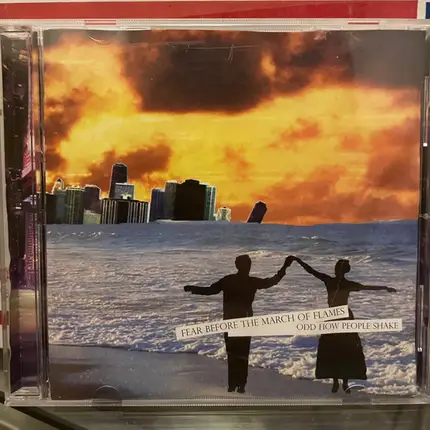 FEAR BEFORE THE MARCH OF FLAMES
ODD HOW PEOPLE SHAKE